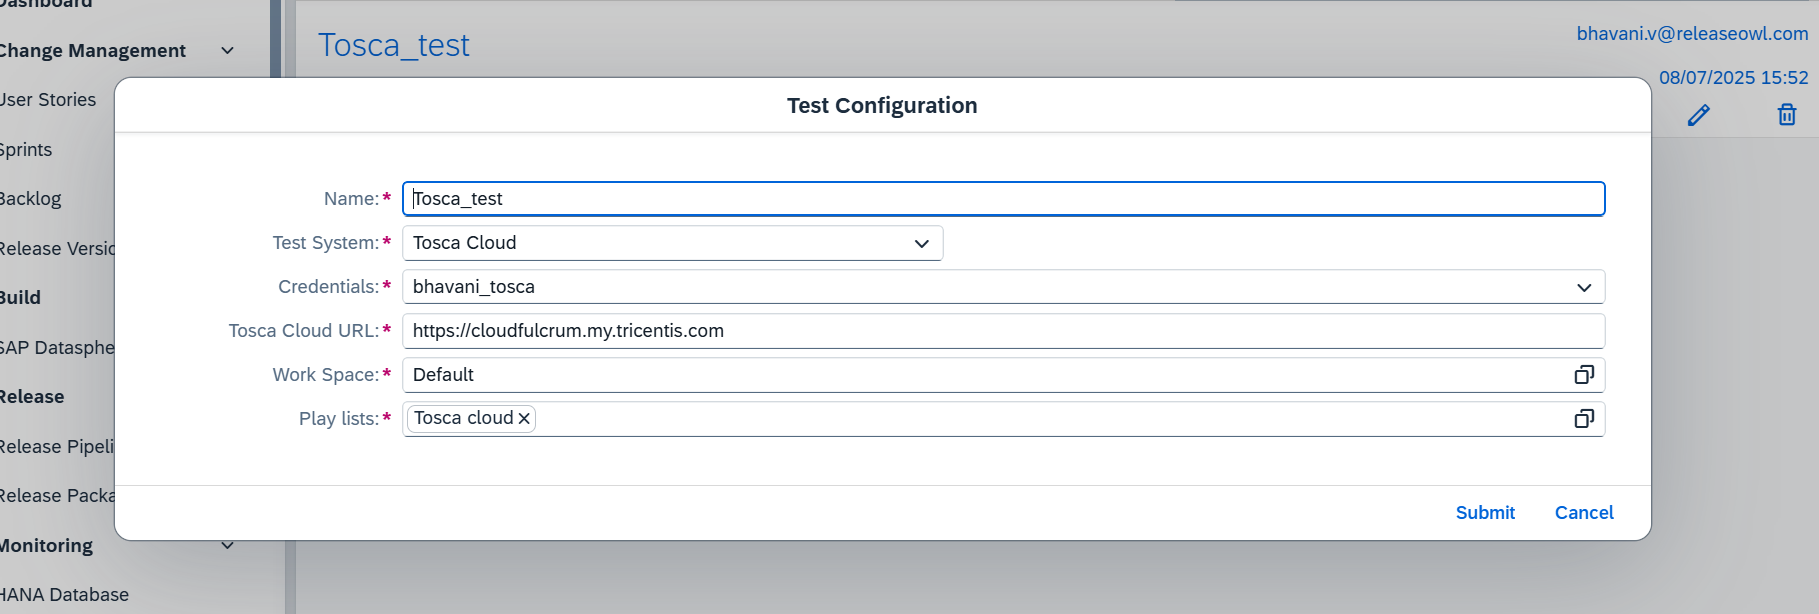 Dashboard
Change Management
User Stories
Sprints
Backlog
Release Versic
Build
SAP Datasphe
Release
Release Pipeli
Release Packa
Monitoring
HANA Database
Tosca_test
bhavani.v@releaseowl.com
08/07/2025 15:52
Test Configuration
Name:* Tosca_test
Test System:* Tosca Cloud
Credentials:* bhavani_tosca
Tosca Cloud URL:* https://cloudfulcrum.my.tricentis.com
Work Space:* Default
Play lists:* Tosca cloud
Submit Cancel